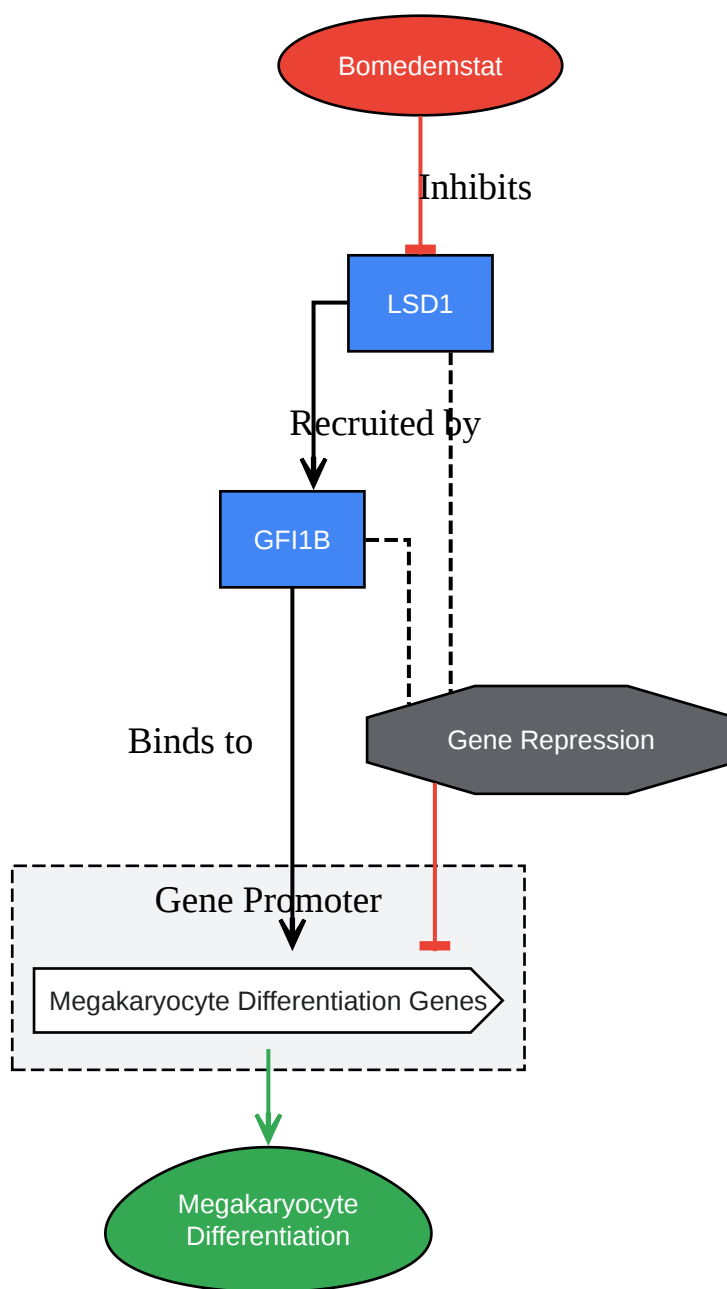 Bomedemstat
Inhibits
LSD1
Recruited by
GFI1B
Binds to
Gene Repression
Gene Promoter
Megakaryocyte Differentiation Genes
Megakaryocyte
Differentiation